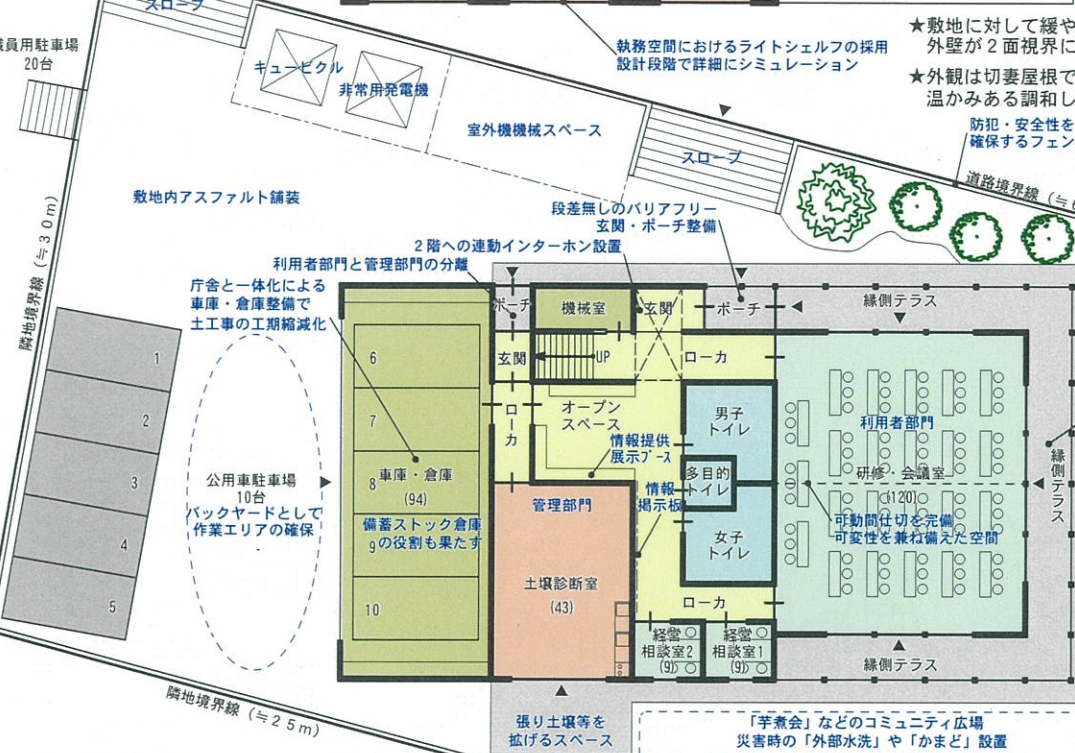 スロープ
職員用駐車場
20台
キュービクル
非常用発電機
室外機機械スペース
スロープ
執務空間におけるライトシェルフの採用
設計段階で詳細にシミュレーション
★敷地に対して緩や
外壁が２面視界に
★外観は切妻屋根で
温かみある調和し
防犯・安全性を
確保するフェン
道路境界線（≒6
敷地内アスファルト舗装
隣地境界線（≒３０ｍ）
段差無しのバリアフリー
玄関・ポーチ整備
２階への連動インターホン設置
利用者部門と管理部門の分離
庁舎と一体化による
車庫・倉庫整備で
土工事の工期縮減化
ポーチ
機械室
玄関
ポーチ
縁側テラス
玄関
UP
ローカ
ローカ
オープン
スペース
男子
トイレ
情報提供
展示ブース
多目的
トイレ
情報
掲示板
女子
トイレ
利用者部門
研修・会議室
(120)
可動間仕切を完備
可変性を兼ね備えた空間
縁側テラス
1
2
3
4
5
公用車駐車場
10台
バックヤードとして
作業エリアの確保
6
7
8
9
10
車庫・倉庫
(94)
備蓄ストック倉庫
の役割も果たす
管理部門
土壌診断室
(43)
ローカ
経営
相談室2
(9)
経営
相談室1
(9)
縁側テラス
隣地境界線（≒２５ｍ）
張り土壌等を
拡げるスペース
「芋煮会」などのコミュニティ広場
災害時の「外部水洗」や「かまど」設置